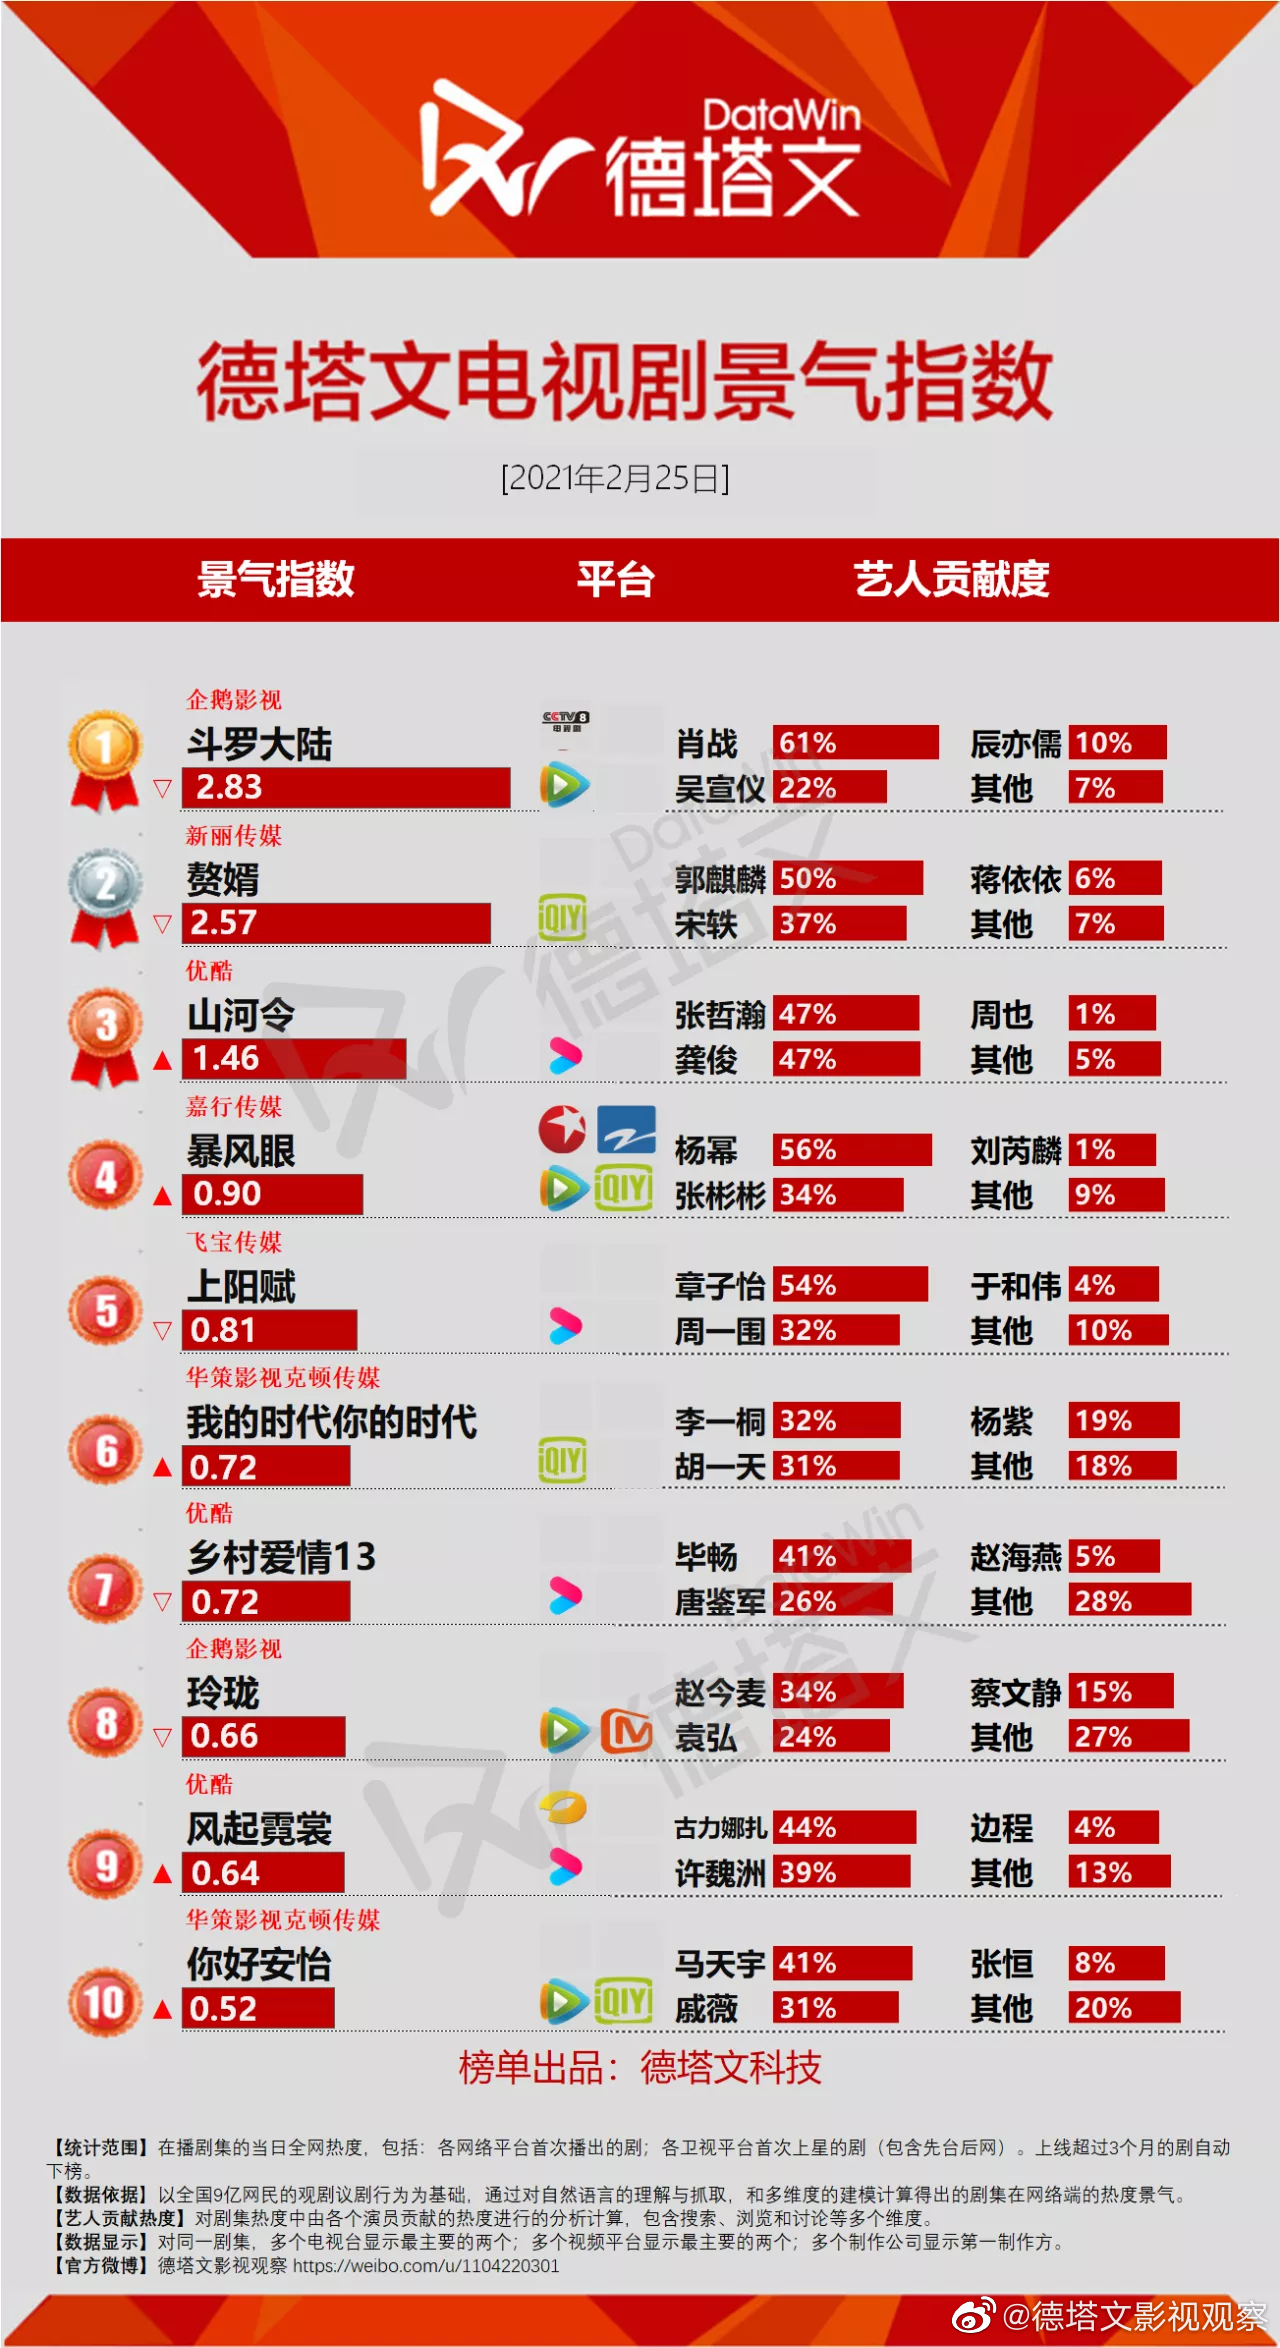 DataWin
德塔文
德塔文电视剧景气指数
[2021年2月25日]
景气指数 平台 艺人贡献度
1
企鹅影视
斗罗大陆
▽ 2.83
CCTV 8
电视剧
肖战 61% 辰亦儒 10%
吴宣仪 22% 其他 7%
2
新丽传媒
赘婿
▽ 2.57
iQIYI
郭麒麟 50% 蒋依依 6%
宋轶 37% 其他 7%
3
优酷
山河令
▲ 1.46
张哲瀚 47% 周也 1%
龚俊 47% 其他 5%
4
嘉行传媒
暴风眼
▲ 0.90
iQIYI
杨幂 56% 刘芮麟 1%
张彬彬 34% 其他 9%
5
飞宝传媒
上阳赋
▽ 0.81
章子怡 54% 于和伟 4%
周一围 32% 其他 10%
6
华策影视克顿传媒
我的时代你的时代
▲ 0.72
iQIYI
李一桐 32% 杨紫 19%
胡一天 31% 其他 18%
7
优酷
乡村爱情13
▽ 0.72
毕畅 41% 赵海燕 5%
唐鉴军 26% 其他 28%
8
企鹅影视
玲珑
▽ 0.66
赵今麦 34% 蔡文静 15%
袁弘 24% 其他 27%
9
优酷
风起霓裳
▲ 0.64
古力娜扎 44% 边程 4%
许魏洲 39% 其他 13%
10
华策影视克顿传媒
你好安怡
▲ 0.52
iQIYI
马天宇 41% 张恒 8%
戚薇 31% 其他 20%
DataWin
德塔文
DataWin
德塔文
榜单出品：德塔文科技
【统计范围】在播剧集的当日全网热度，包括：各网络平台首次播出的剧；各卫视平台首次上星的剧（包含先台后网）。上线超过3个月的剧自动
下榜。
【数据依据】以全国9亿网民的观剧议剧行为为基础，通过对自然语言的理解与抓取，和多维度的建模计算得出的剧集在网络端的热度景气。
【艺人贡献热度】对剧集热度中由各个演员贡献的热度进行的分析计算，包含搜索、浏览和讨论等多个维度。
【数据显示】对同一剧集，多个电视台显示最主要的两个；多个视频平台显示最主要的两个；多个制作公司显示第一制作方。
【官方微博】德塔文影视观察 https://weibo.com/u/1104220301
@德塔文影视观察